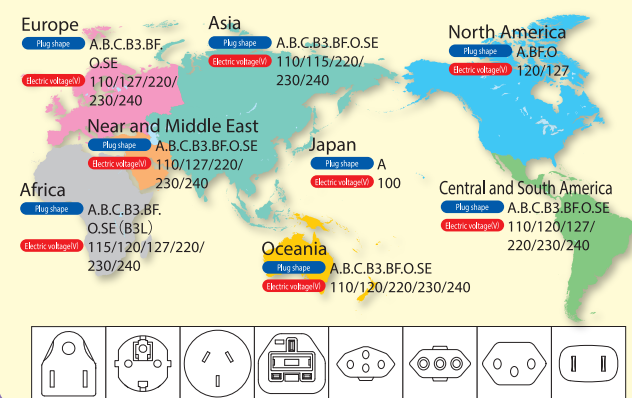 Europe
Plug shape A.B.C.B3.BF.
O.SE
Electric voltage(V) 110/127/220/
230/240
Asia
Plug shape A.B.C.B3.BF.O.SE
Electric voltage(V) 110/115/220/
230/240
North America
Plug shape A.BF.O
Electric voltage(V) 120/127
Near and Middle East
Plug shape A.B.C.B3.BF.O.SE
Electric voltage(V) 110/127/220/
230/240
Japan
Plug shape A
Electric voltage(V) 100
Africa
Plug shape A.B.C.B3.BF.
O.SE (B3L)
Electric voltage(V) 115/120/127/220/
230/240
Central and South America
Plug shape A.B.C.B3.BF.O.SE
Electric voltage(V) 110/120/127/
220/230/240
Oceania
Plug shape A.B.C.B3.BF.O.SE
Electric voltage(V) 110/120/220/230/240